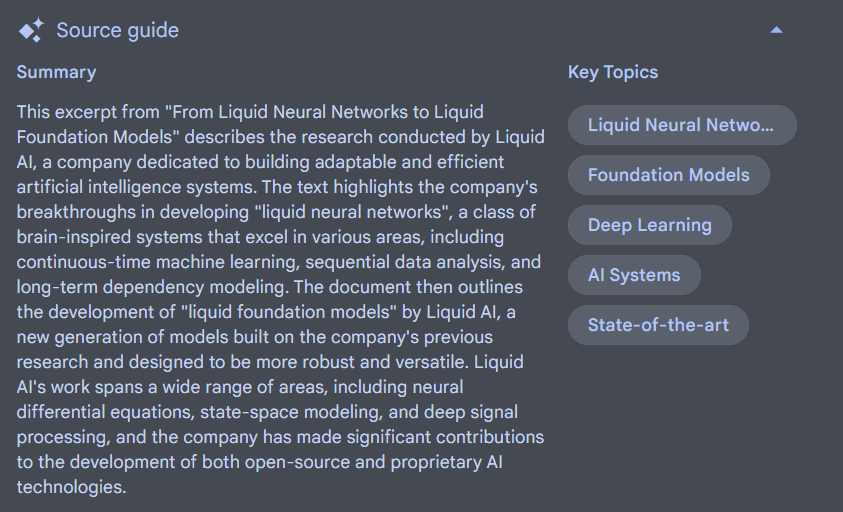 Source guide
Summary
This excerpt from "From Liquid Neural Networks to Liquid
Foundation Models" describes the research conducted by Liquid
AI, a company dedicated to building adaptable and efficient
artificial intelligence systems. The text highlights the company's
breakthroughs in developing "liquid neural networks", a class of
brain-inspired systems that excel in various areas, including
continuous-time machine learning, sequential data analysis, and
long-term dependency modeling. The document then outlines
the development of "liquid foundation models" by Liquid AI, a
new generation of models built on the company's previous
research and designed to be more robust and versatile. Liquid
AI's work spans a wide range of areas, including neural
differential equations, state-space modeling, and deep signal
processing, and the company has made significant contributions
to the development of both open-source and proprietary AI
technologies.
Key Topics
Liquid Neural Netwo...
Foundation Models
Deep Learning
AI Systems
State-of-the-art